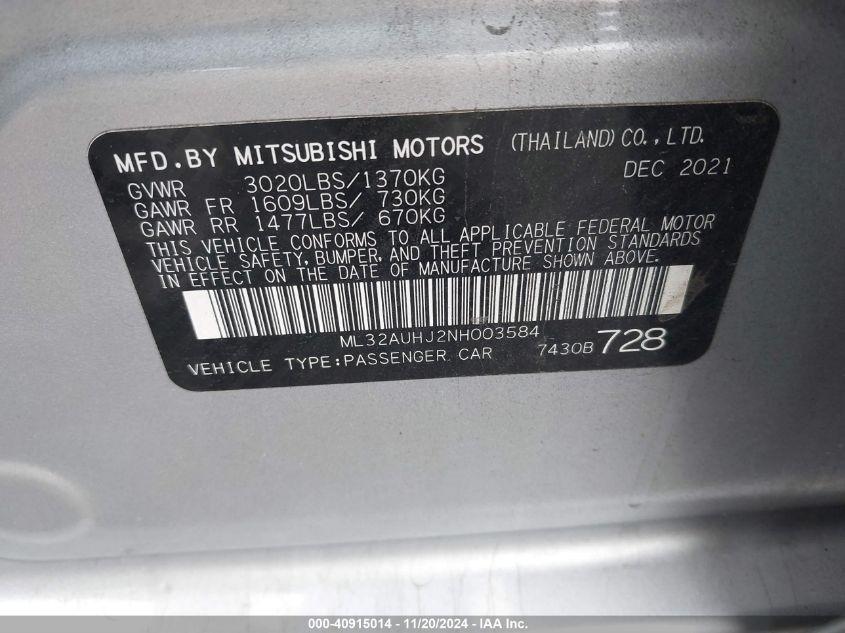 MFD.BY MITSUBISHI MOTORS (THAILAND) CO., LTD.
DEC 2021
GVWR 3020LBS/1370KG
GAWR FR 1609LBS/ 730KG
GAWR RR 1477LBS/ 670KG
THIS VEHICLE CONFORMS TO ALL APPLICABLE FEDERAL MOTOR
VEHICLE SAFETY, BUMPER, AND THEFT PREVENTION STANDARDS
IN EFFECT ON THE DATE OF MANUFACTURE SHOWN ABOVE.
ML32AUHJ2NH003584
VEHICLE TYPE:PASSENGER CAR 7430B 728
000-40915014 - 11/20/2024 - IAA Inc.